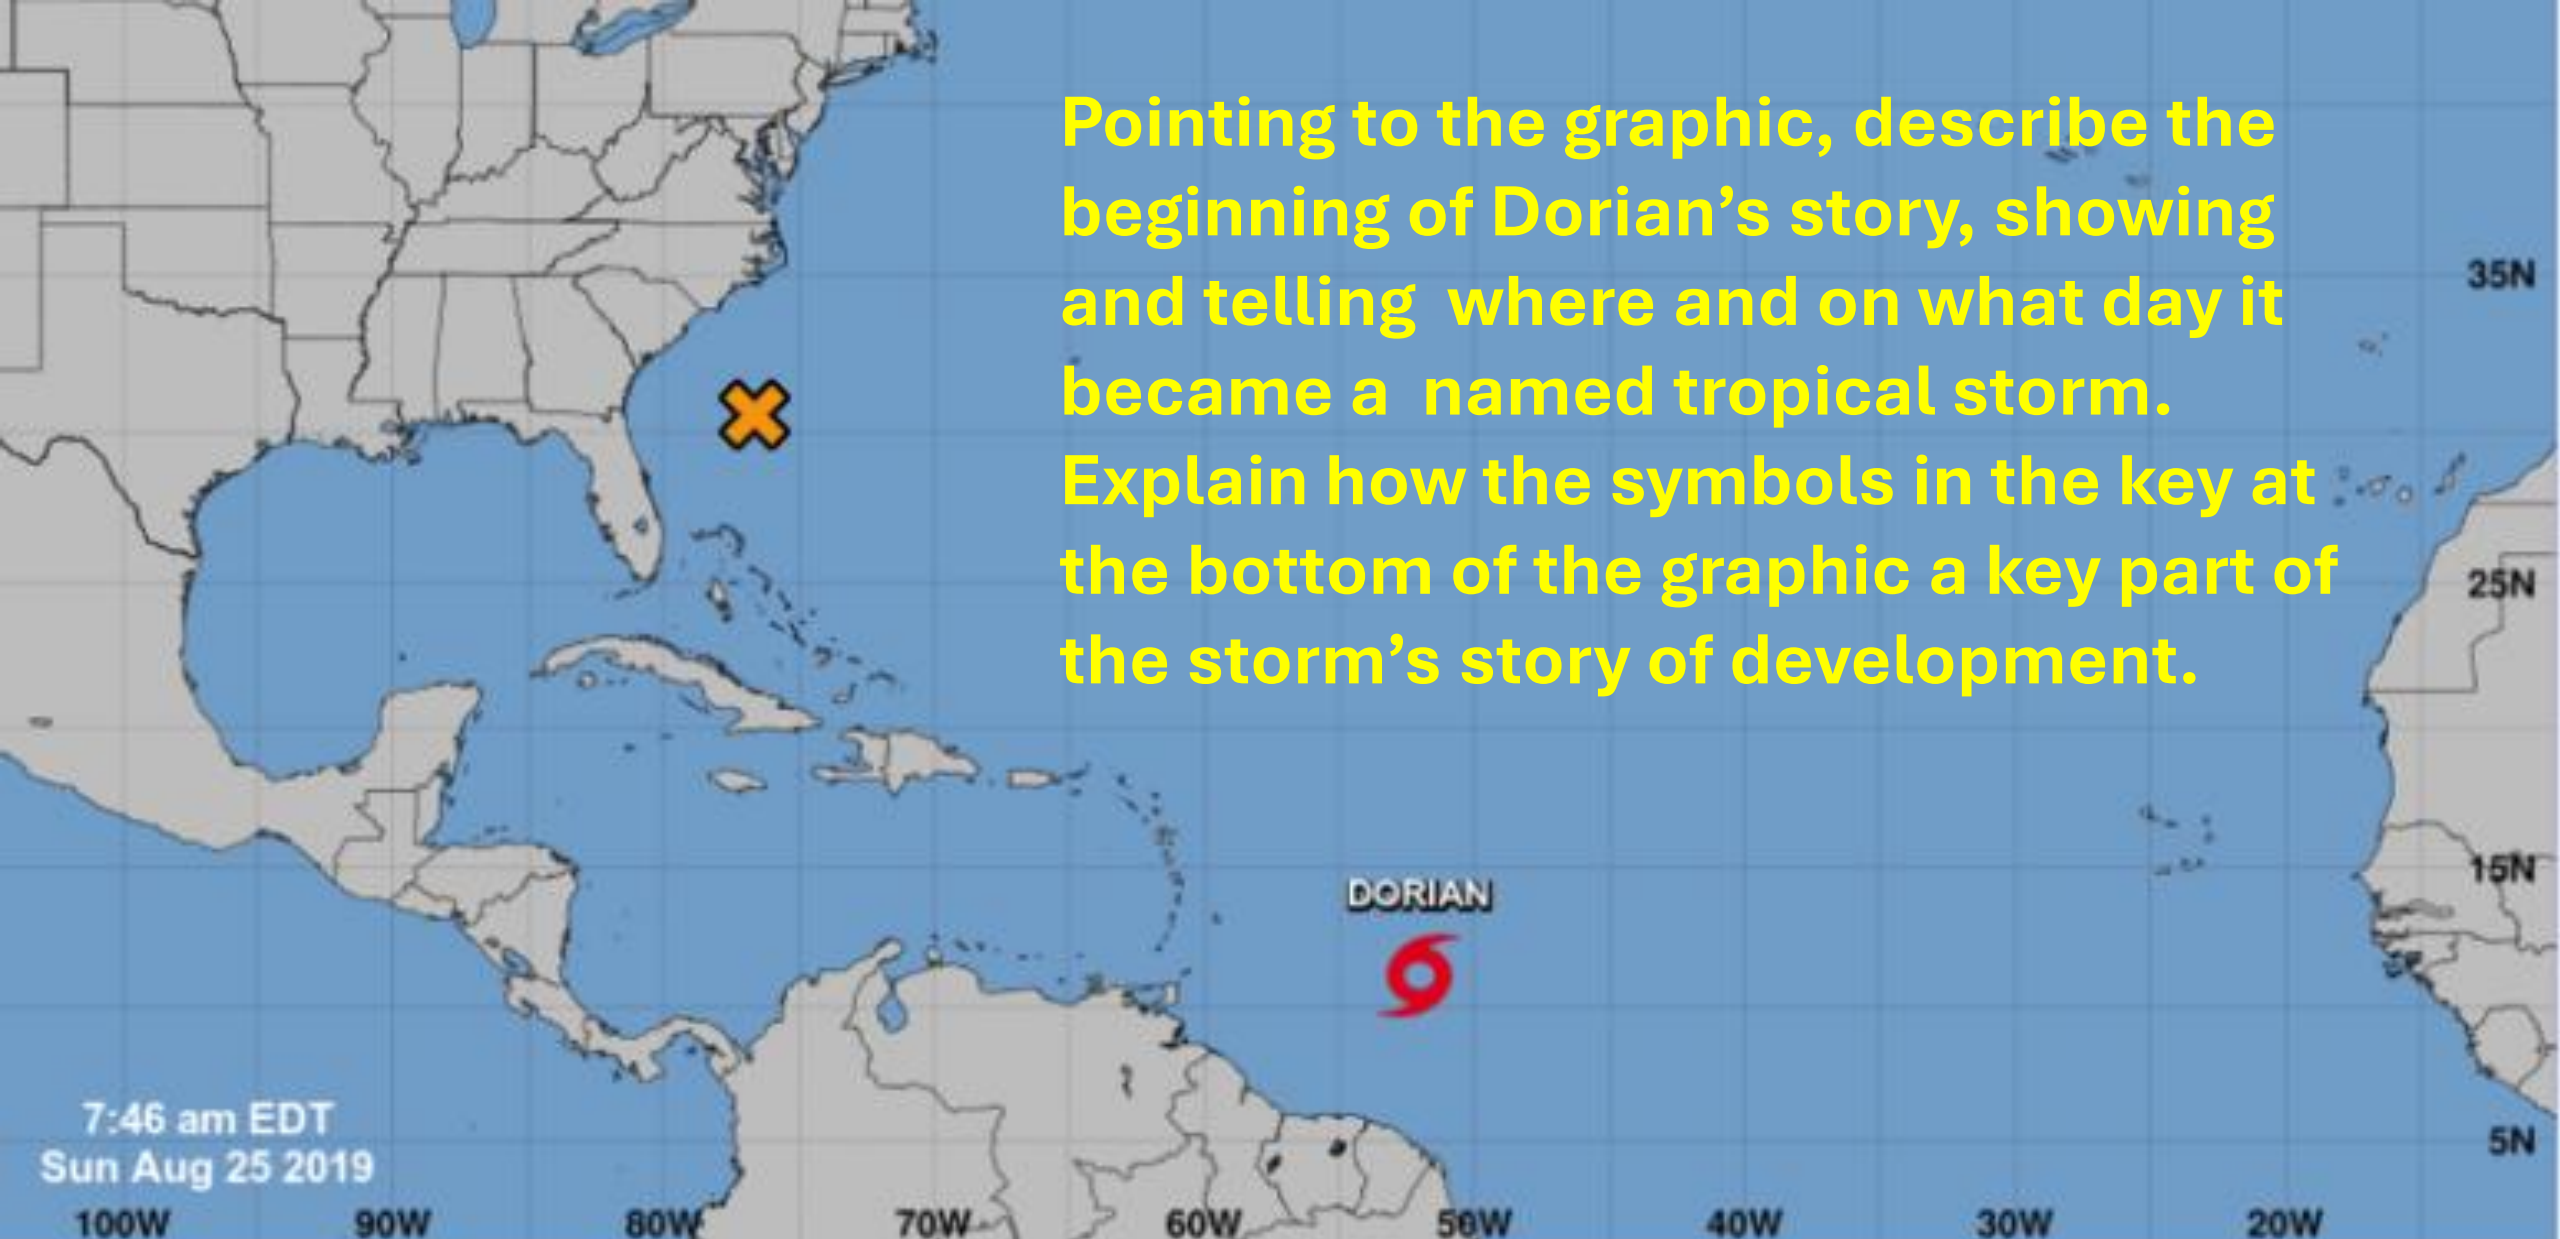 Pointing to the graphic, describe the
beginning of Dorian’s story, showing
and telling  where and on what day it
became a  named tropical storm.
Explain how the symbols in the key at
the bottom of the graphic a key part of
the storm’s story of development.
35N
25N
15N
DORIAN
5N
7:46 am EDT
Sun Aug 25 2019
100W 90W 80W 70W 60W 50W 40W 30W 20W